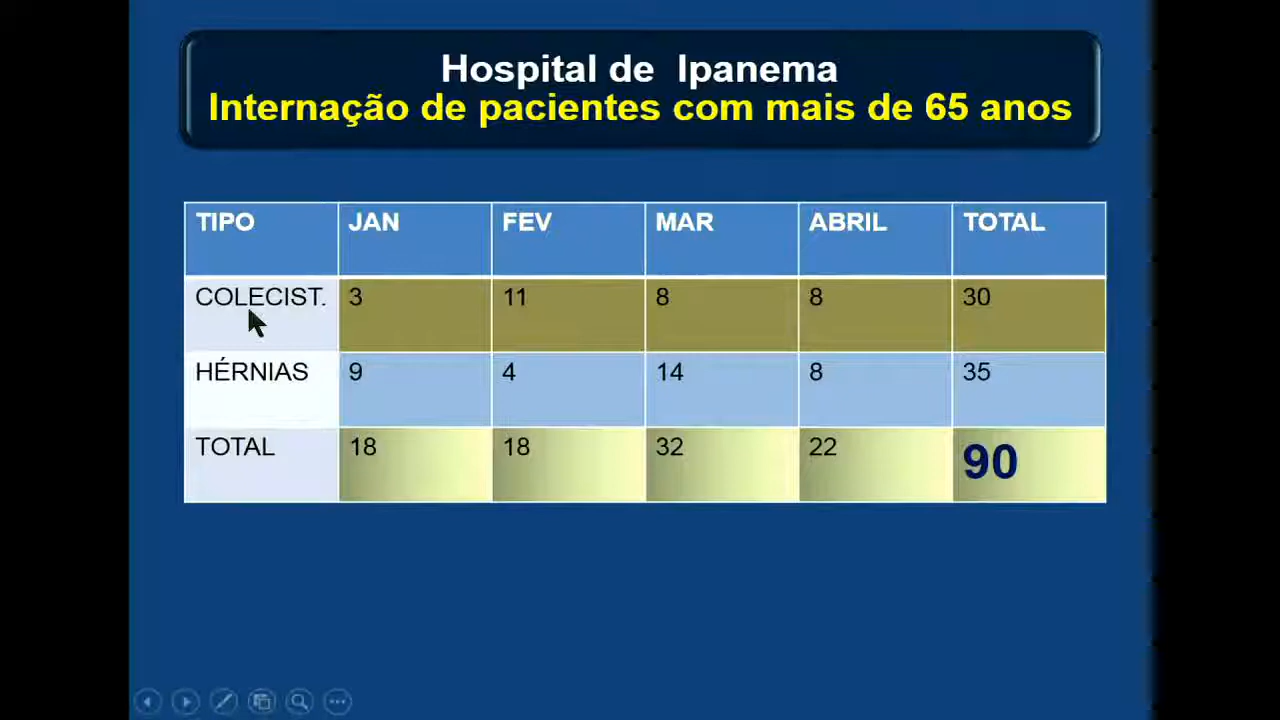 Hospital de Ipanema
Internação de pacientes com mais de 65 anos
TIPO JAN FEV MAR ABRIL TOTAL
COLECIST. 3 11 8 8 30
HÉRNIAS 9 4 14 8 35
TOTAL 18 18 32 22 90